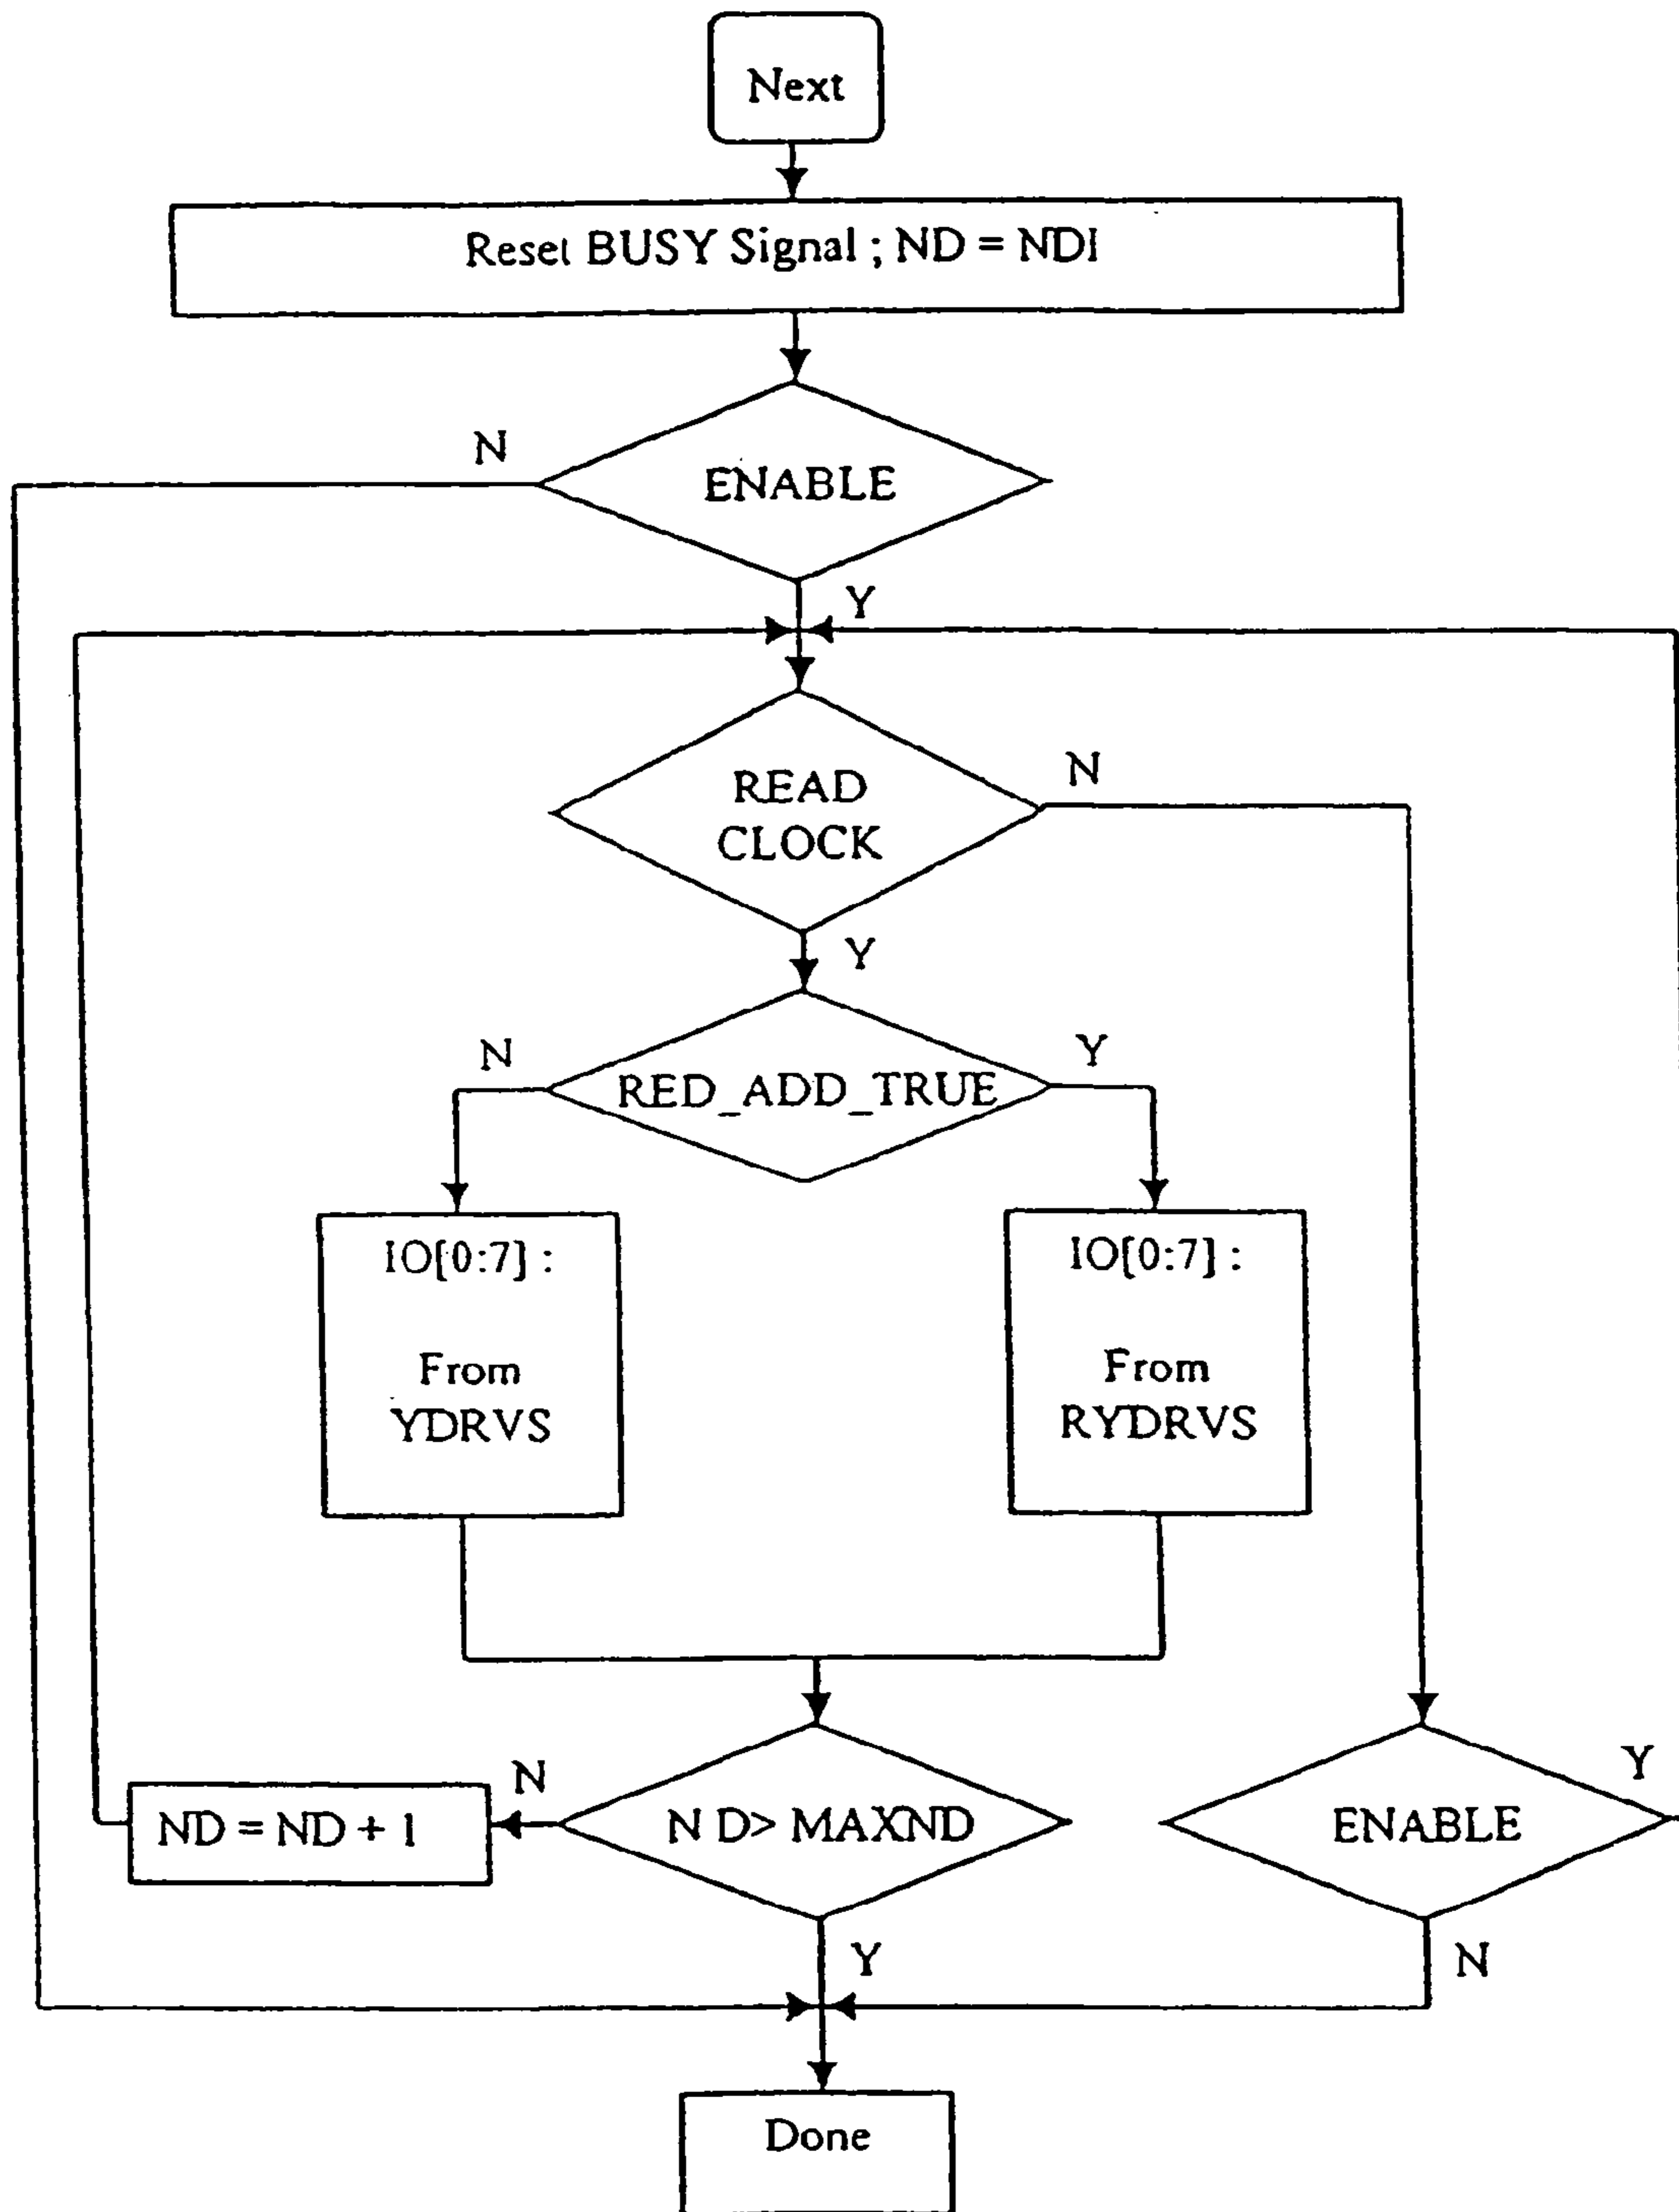 Next
Reset BUSY Signal ; ND = NDI
N
ENABLE
Y
READ
CLOCK
N
Y
N
Y
RED_ADD_TRUE
IO[0:7] :
From
YDRVS
IO[0:7] :
From
RYDRVS
N
ND = ND + 1
N D> MAXND
Y
ENABLE
Y
N
Done